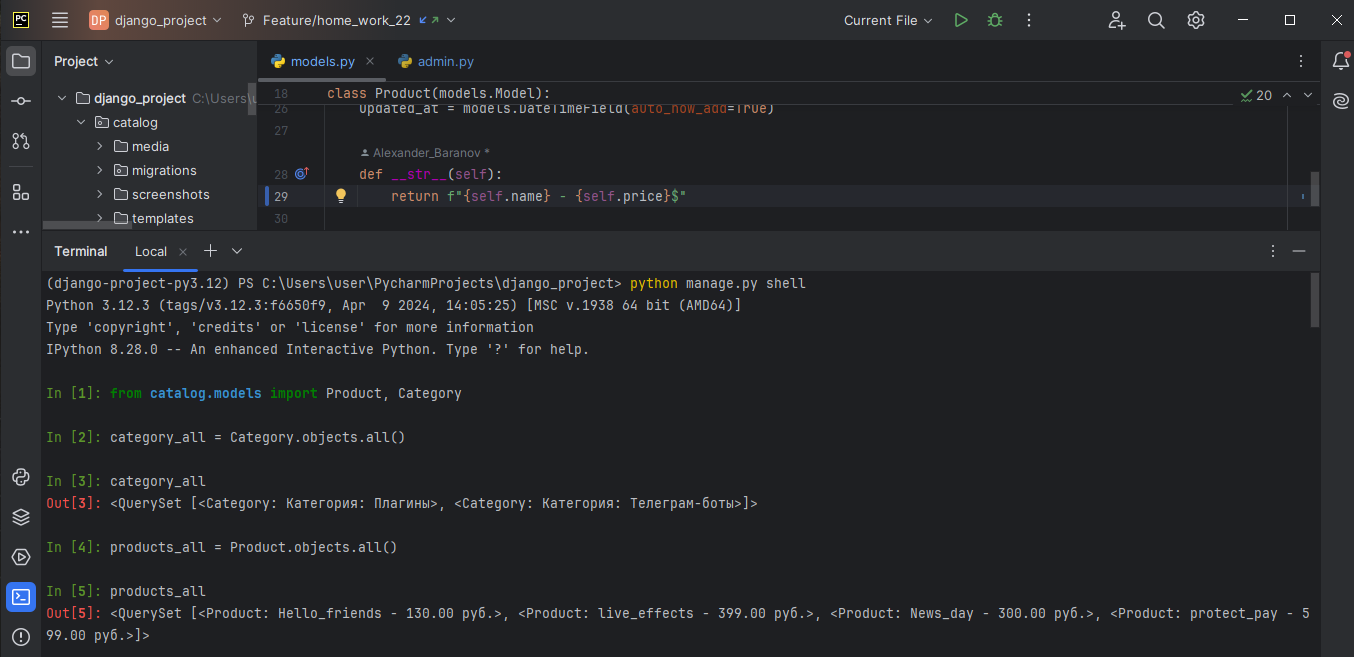 PC
DP django_project
Feature/home_work_22
Current File
Project
models.py
admin.py
django_project C:\Users\u
catalog
media
migrations
screenshots
templates
18 class Product(models.Model):
20
26 updated_at = models.DateTimeField(auto_now_add=True)
27
Alexander_Baranov *
28 def __str__(self):
29 return f"{self.name} - {self.price}$"
30
Terminal
Local
(django-project-py3.12) PS C:\Users\user\PycharmProjects\django_project> python manage.py shell
Python 3.12.3 (tags/v3.12.3:f6650f9, Apr  9 2024, 14:05:25) [MSC v.1938 64 bit (AMD64)]
Type 'copyright', 'credits' or 'license' for more information
IPython 8.28.0 -- An enhanced Interactive Python. Type '?' for help.
In [1]: from catalog.models import Product, Category
In [2]: category_all = Category.objects.all()
In [3]: category_all
Out[3]: <QuerySet [<Category: Категория: Плагины>, <Category: Категория: Телеграм-боты>]>
In [4]: products_all = Product.objects.all()
In [5]: products_all
Out[5]: <QuerySet [<Product: Hello_friends - 130.00 руб.>, <Product: live_effects - 399.00 руб.>, <Product: News_day - 300.00 руб.>, <Product: protect_pay - 5
99.00 руб.>]>